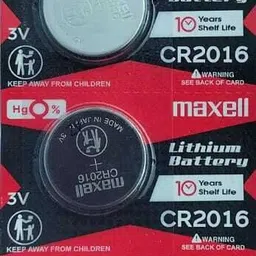 Battery
10 Years
Shelf Life
3V
CR2016
WARNING
KEEP AWAY FROM CHILDREN
SEE BACK OF CARD
Hg 0%
maxell
MADE IN JAPAN 3V
+
maxell
CR2016
Lithium
Battery
10 Years
Shelf Life
3V
CR2016
WARNING
KEEP AWAY FROM CHILDREN
SEE BACK OF CARD